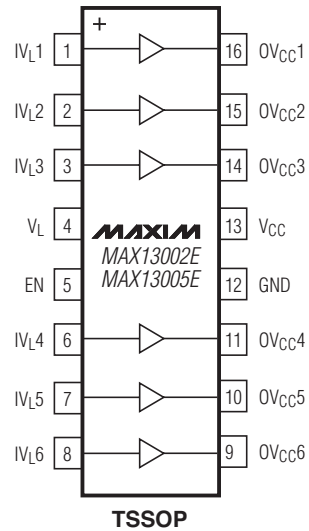 +
IVL1 1 16 OVCC1
IVL2 2 15 OVCC2
IVL3 3 14 OVCC3
VL 4 MAXIM 13 VCC
MAX13002E
EN 5 MAX13005E 12 GND
IVL4 6 11 OVCC4
IVL5 7 10 OVCC5
IVL6 8 9 OVCC6
TSSOP